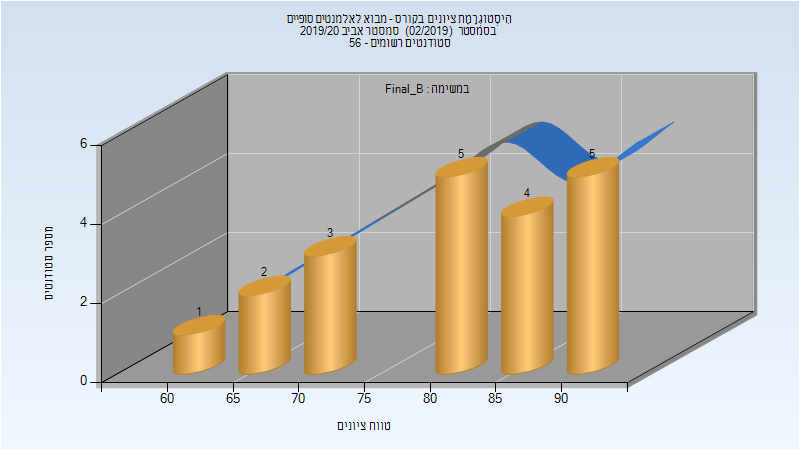 היסטוגרמת ציונים בקורס - מבוא לאלמנטים סופיים
בסמסטר (02/2019) סמסטר אביב 2019/20
סטודנטים רשומים - 56
במשימה : Final_B
6
4
2
0
מספר סטודנטים
1
2
3
5
4
5
60
65
70
75
80
85
90
טווח ציונים